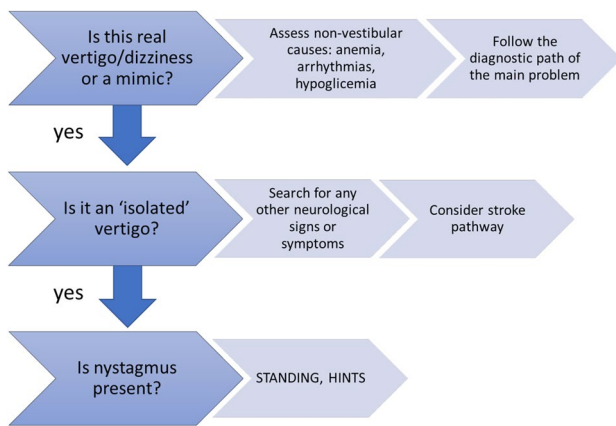 Is this real
vertigo/dizziness
or a mimic?
Assess non-vestibular
causes: anemia,
arrhythmias,
hypoglicemia
Follow the
diagnostic path of
the main problem
yes
Is it an ‘isolated’
vertigo?
Search for any
other neurological
signs or
symptoms
Consider stroke
pathway
yes
Is nystagmus
present?
STANDING, HINTS